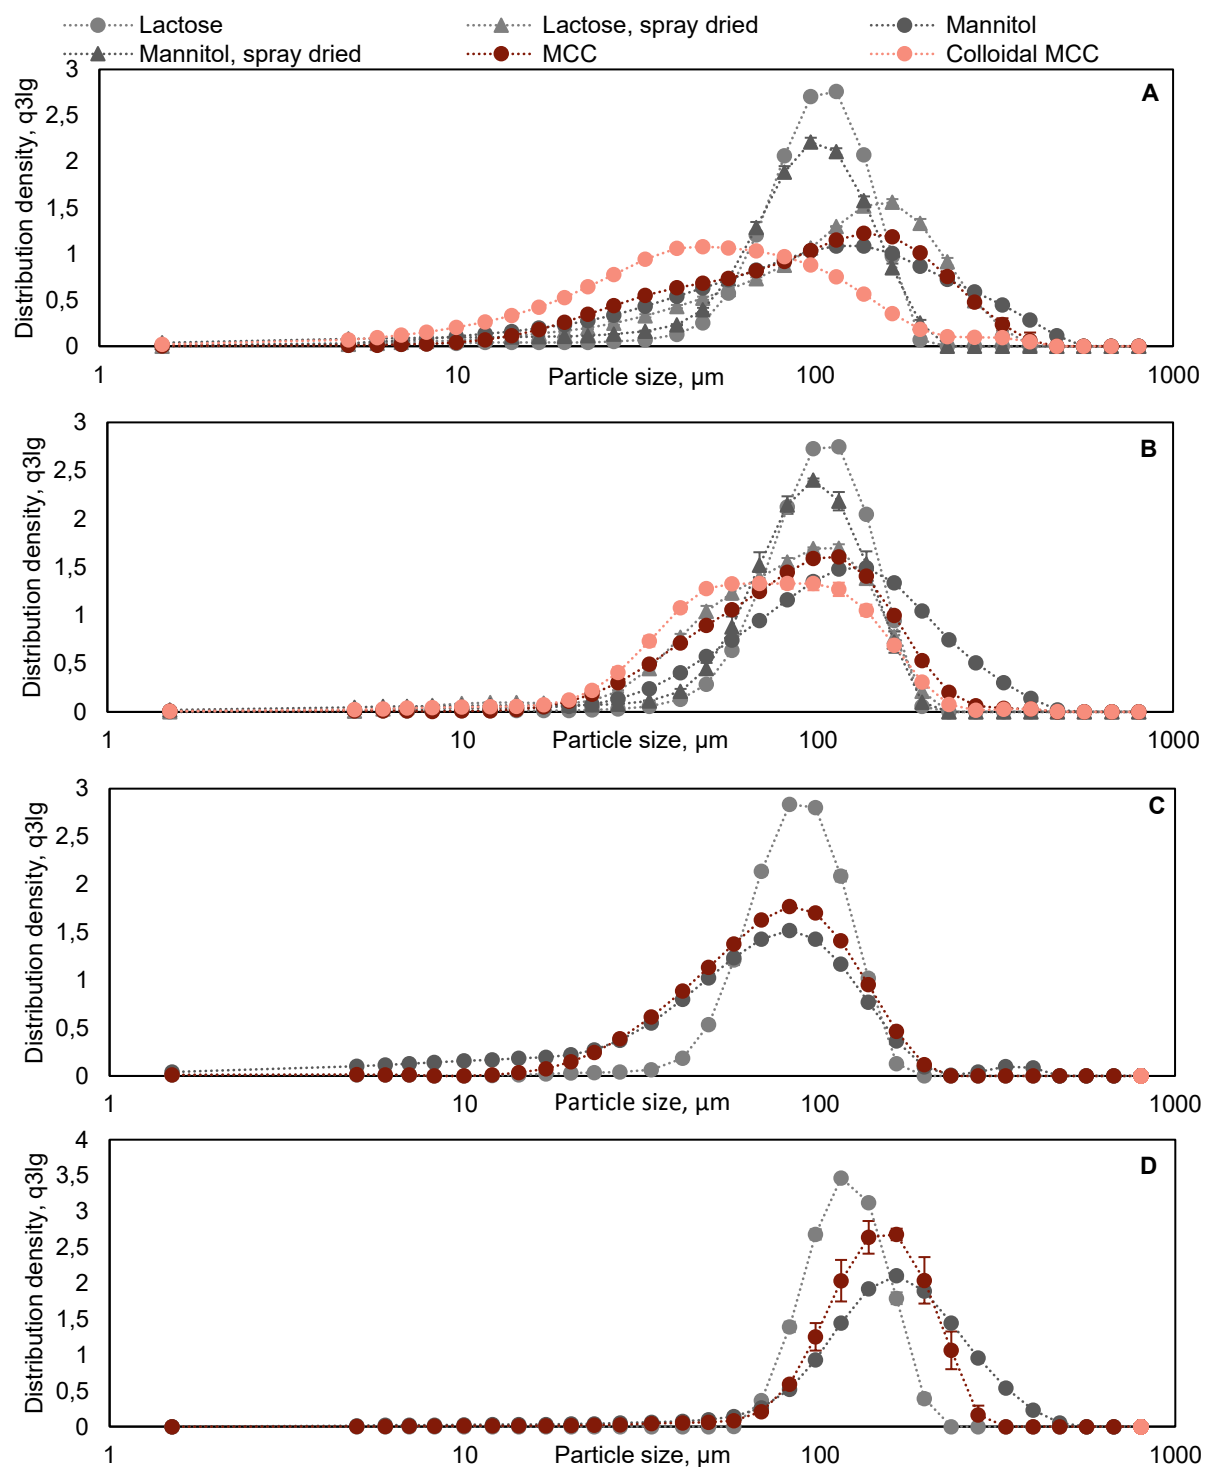 Lactose
Lactose, spray dried
Mannitol
Mannitol, spray dried
MCC
Colloidal MCC
A
Distribution density, q3lg
3
2,5
2
1,5
1
0,5
0
1
10
100
1000
Particle size, µm
B
Distribution density, q3lg
3
2,5
2
1,5
1
0,5
0
1
10
100
1000
Particle size, µm
C
Distribution density, q3lg
3
2,5
2
1,5
1
0,5
0
1
10
100
1000
Particle size, µm
D
Distribution density, q3lg
4
3,5
3
2,5
2
1,5
1
0,5
0
1
10
100
1000
Particle size, µm